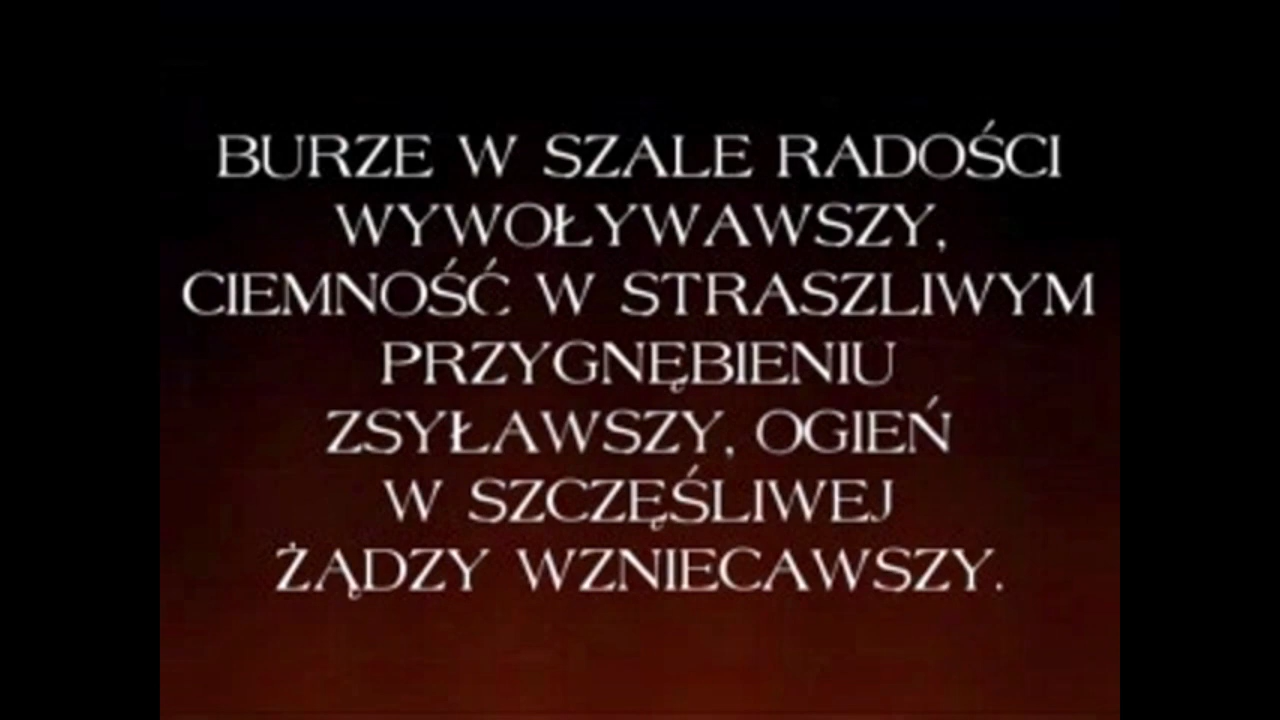 BURZE W SZALE RADOŚCI
WYWOŁYWAWSZY,
CIEMNOŚĆ W STRASZLIWYM
PRZYGNĘBIENIU
ZSYŁAWSZY, OGIEŃ
W SZCZĘŚLIWEJ
ŻĄDZY WZNIECAWSZY.